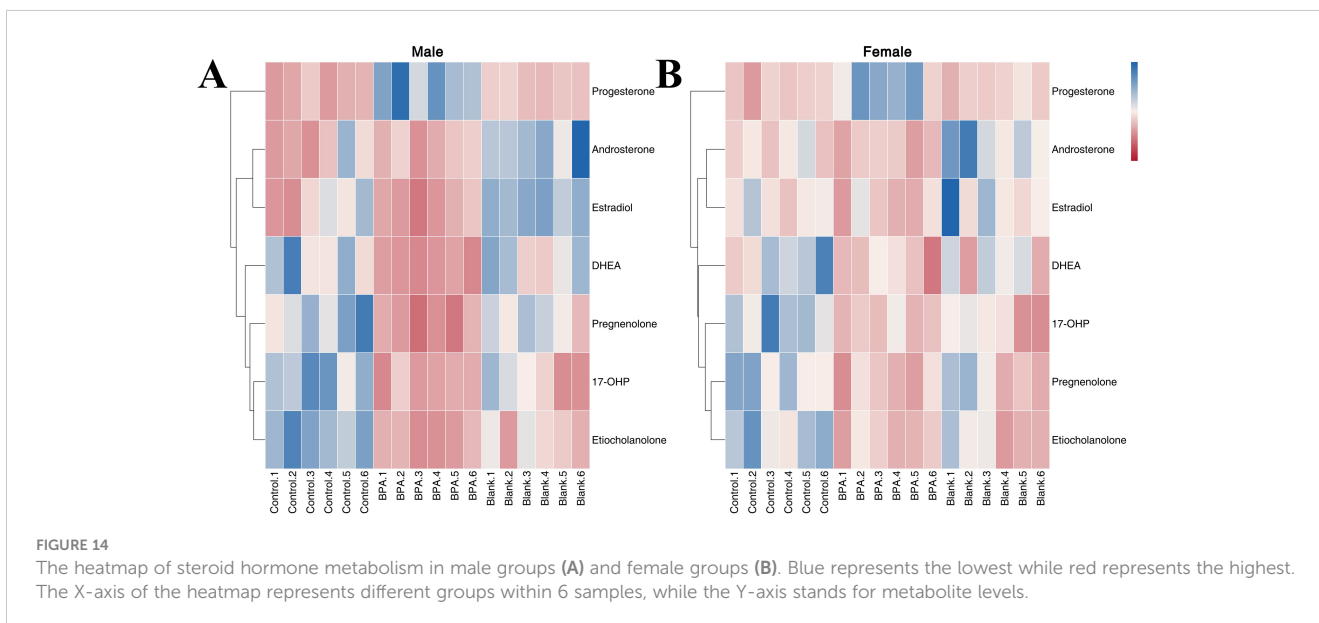 A
Male
Progesterone
Androsterone
Estradiol
DHEA
Pregnenolone
17-OHP
Etiocholanolone
Control.1
Control.2
Control.3
Control.4
Control.5
Control.6
BPA.1
BPA.2
BPA.3
BPA.4
BPA.5
BPA.6
Blank.1
Blank.2
Blank.3
Blank.4
Blank.5
Blank.6
B
Female
Progesterone
Androsterone
Estradiol
DHEA
17-OHP
Pregnenolone
Etiocholanolone
Control.1
Control.2
Control.3
Control.4
Control.5
Control.6
BPA.1
BPA.2
BPA.3
BPA.4
BPA.5
BPA.6
Blank.1
Blank.2
Blank.3
Blank.4
Blank.5
Blank.6
FIGURE 14
The heatmap of steroid hormone metabolism in male groups (A) and female groups (B). Blue represents the lowest while red represents the highest.
The X-axis of the heatmap represents different groups within 6 samples, while the Y-axis stands for metabolite levels.